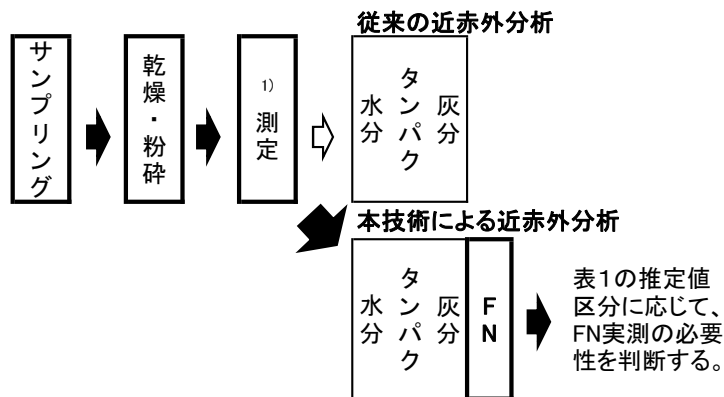 従来の近赤外分析
サンプリング
乾燥・粉砕
1)
測定
水分
タンパク
灰分
本技術による近赤外分析
水分
タンパク
灰分
FN
表1の推定値
区分に応じて、
FN実測の必要
性を判断する。